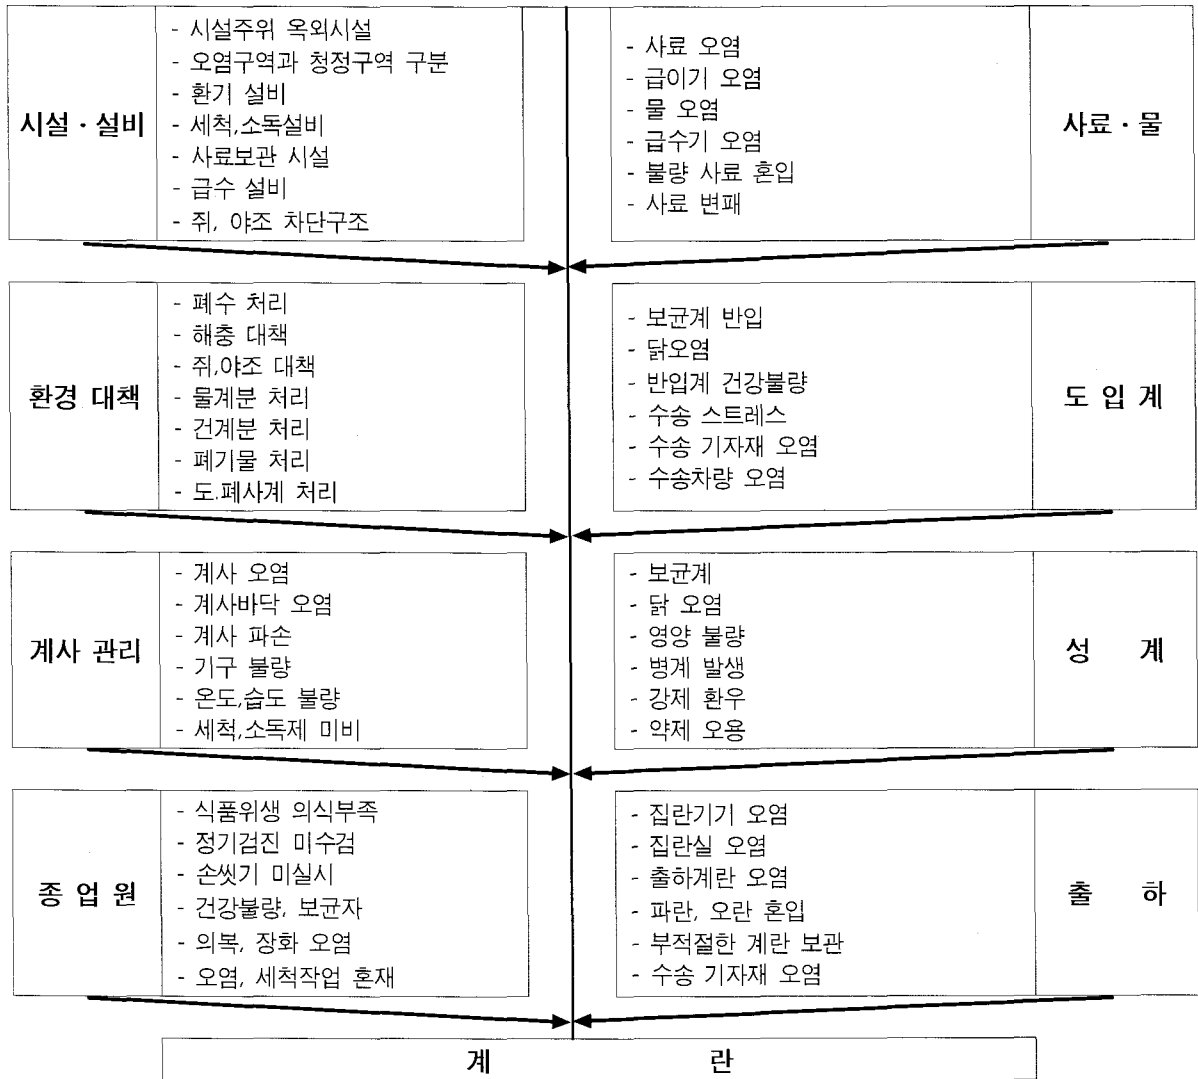 시설 · 설비
- 시설주위 옥외시설
- 오염구역과 청정구역 구분
- 환기 설비
- 세척,소독설비
- 사료보관 시설
- 급수 설비
- 쥐, 야조 차단구조
- 사료 오염
- 급이기 오염
- 물 오염
- 급수기 오염
- 불량 사료 혼입
- 사료 변패
사료 · 물
환경 대책
- 폐수 처리
- 해충 대책
- 쥐,야조 대책
- 물계분 처리
- 건계분 처리
- 폐기물 처리
- 도.폐사계 처리
- 보균계 반입
- 닭오염
- 반입계 건강불량
- 수송 스트레스
- 수송 기자재 오염
- 수송차량 오염
도 입 계
계사 관리
- 계사 오염
- 계사바닥 오염
- 계사 파손
- 기구 불량
- 온도,습도 불량
- 세척,소독제 미비
- 보균계
- 닭 오염
- 영양 불량
- 병계 발생
- 강제 환우
- 약제 오용
성 계
종 업 원
- 식품위생 의식부족
- 정기검진 미수검
- 손씻기 미실시
- 건강불량, 보균자
- 의복, 장화 오염
- 오염, 세척작업 혼재
- 집란기기 오염
- 집란실 오염
- 출하계란 오염
- 파란, 오란 혼입
- 부적절한 계란 보관
- 수송 기자재 오염
출 하
계 란